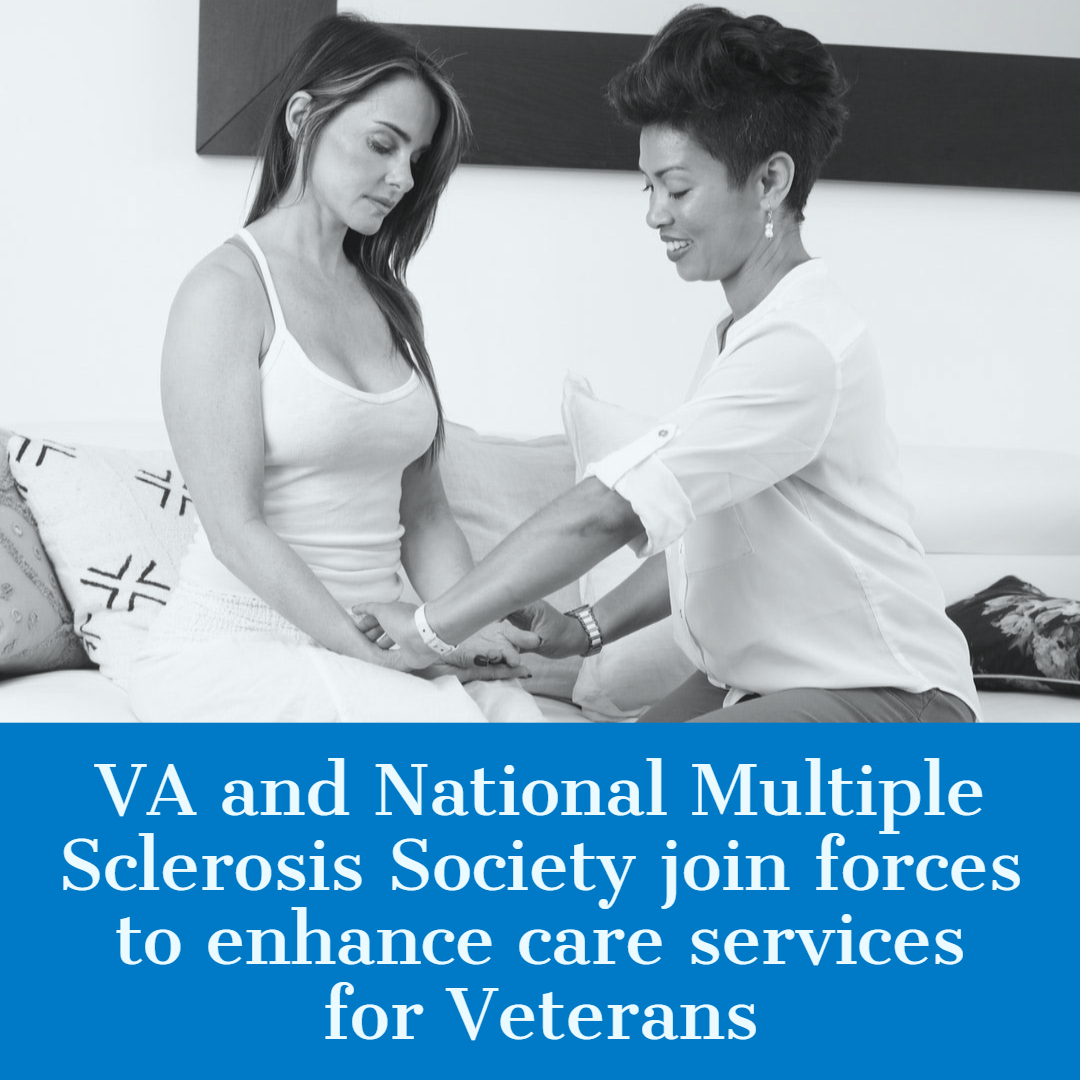 VA and National Multiple
Sclerosis Society join forces
to enhance care services
for Veterans